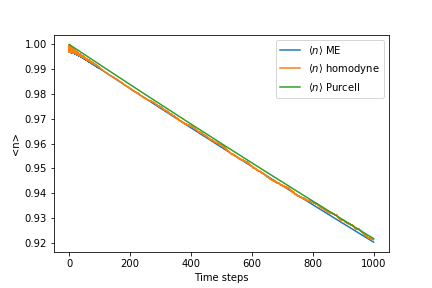 1.00
0.99
0.98
0.97
0.96
0.95
0.94
0.93
0.92
<n>
⟨n⟩ ME
⟨n⟩ homodyne
⟨n⟩ Purcell
0 200 400 600 800 1000
Time steps